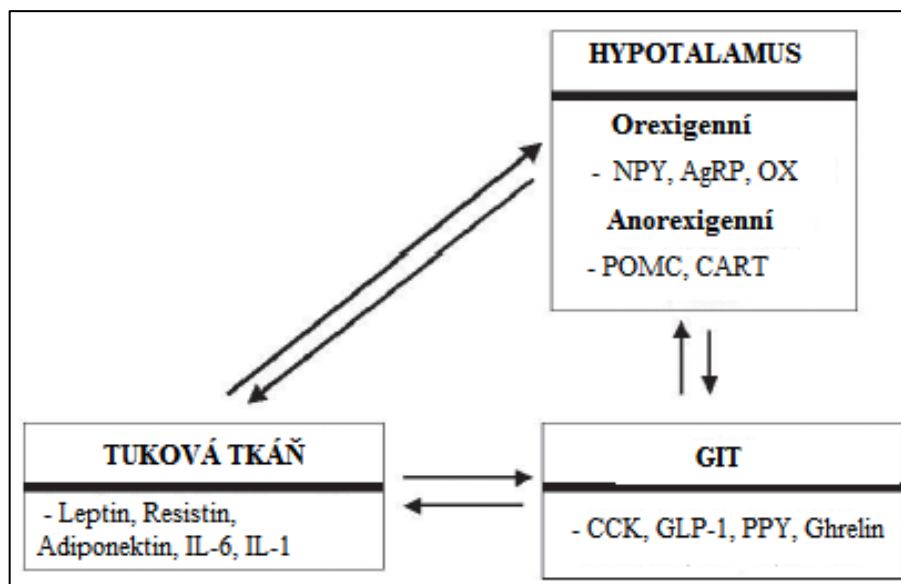 HYPOTALAMUS
Orexigenní
- NPY, AgRP, OX
Anorexigenní
- POMC, CART
TUKOVÁ TKÁŇ
- Leptin, Resistin,
Adiponektin, IL-6, IL-1
GIT
- CCK, GLP-1, PPY, Ghrelin